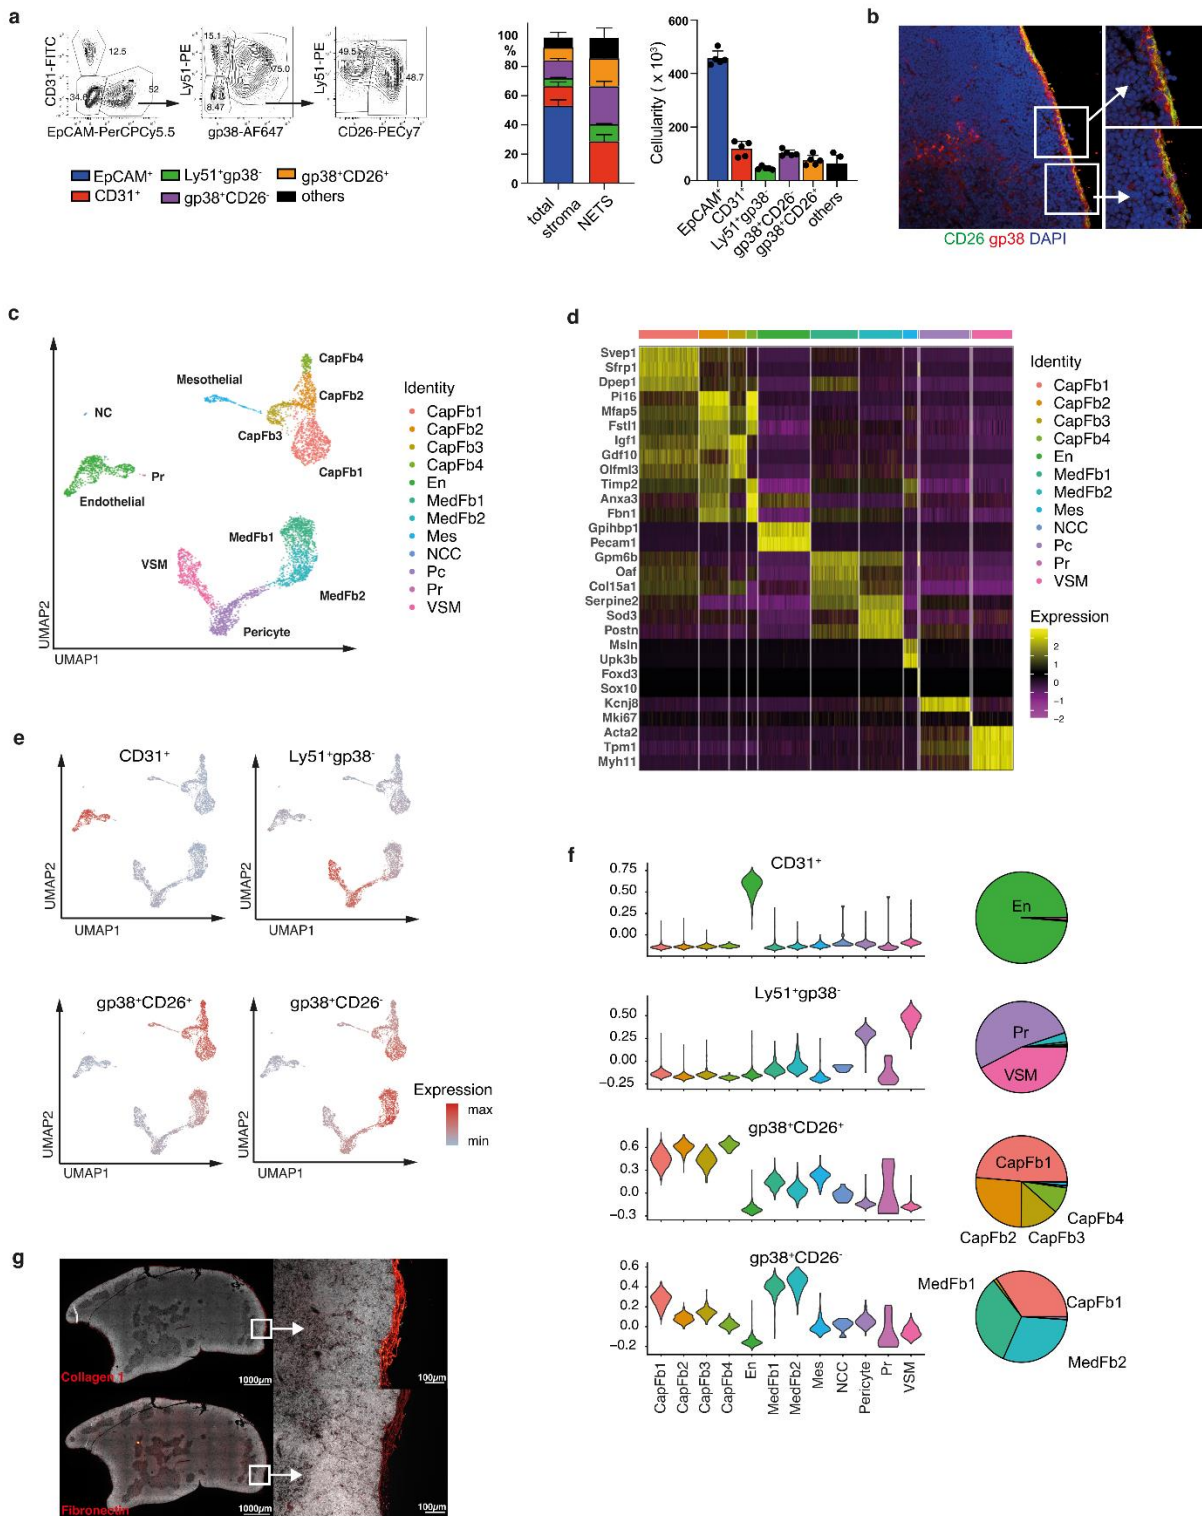 a
CD31-FITC
12.5
34.6
52
EpCAM-PerCPCy5.5
Ly51-PE
15.1
75.0
8.47
gp38-AF647
Ly51-PE
49.5
48.7
CD26-PECy7
EpCAM⁺
Ly51⁺gp38⁻
gp38⁺CD26⁺
CD31⁺
gp38⁺CD26⁻
others
100
%
80
60
40
20
0
total
stroma
NETS
Cellularity ( × 10³)
600
400
200
0
EpCAM⁺
CD31⁺
Ly51⁺gp38⁻
gp38⁺CD26⁻
gp38⁺CD26⁺
others
b
CD26 gp38 DAPI
c
UMAP2
UMAP1
CapFb4
Mesothelial
CapFb2
NC
CapFb3
CapFb1
Pr
Endothelial
MedFb1
VSM
MedFb2
Pericyte
Identity
CapFb1
CapFb2
CapFb3
CapFb4
En
MedFb1
MedFb2
Mes
NCC
Pc
Pr
VSM
d
Svep1
Sfrp1
Dpep1
Pi16
Mfap5
Fstl1
Igf1
Gdf10
Olfml3
Timp2
Anxa3
Fbn1
Gpihbp1
Pecam1
Gpm6b
Oaf
Col15a1
Serpine2
Sod3
Postn
Msln
Upk3b
Foxd3
Sox10
Kcnj8
Mki67
Acta2
Tpm1
Myh11
Identity
CapFb1
CapFb2
CapFb3
CapFb4
En
MedFb1
MedFb2
Mes
NCC
Pc
Pr
VSM
Expression
2
1
0
-1
-2
e
CD31⁺
UMAP2
UMAP1
Ly51⁺gp38⁻
UMAP2
UMAP1
gp38⁺CD26⁺
UMAP2
UMAP1
gp38⁺CD26⁻
UMAP2
UMAP1
Expression
max
min
f
CD31⁺
0.75
0.50
0.25
0.00
En
Ly51⁺gp38⁻
0.50
0.25
0.00
−0.25
Pr
VSM
gp38⁺CD26⁺
0.6
0.3
0.0
−0.3
CapFb1
CapFb4
CapFb2
CapFb3
gp38⁺CD26⁻
0.6
0.4
0.2
0.0
−0.2
MedFb1
CapFb1
MedFb2
CapFb1
CapFb2
CapFb3
CapFb4
En
MedFb1
MedFb2
Mes
NCC
Pericyte
Pr
VSM
g
Collagen 1
1000µm
100µm
Fibronectin
1000µm
100µm